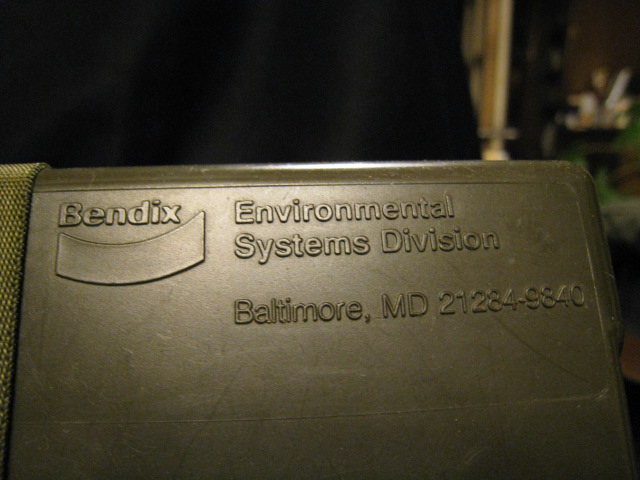 Bendix
Environmental
Systems Division
Baltimore, MD 21284-9840